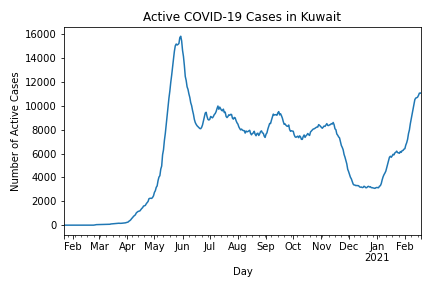 Active COVID-19 Cases in Kuwait
Number of Active Cases
16000
14000
12000
10000
8000
6000
4000
2000
0
Feb Mar Apr May Jun Jul Aug Sep Oct Nov Dec Jan Feb
2021
Day